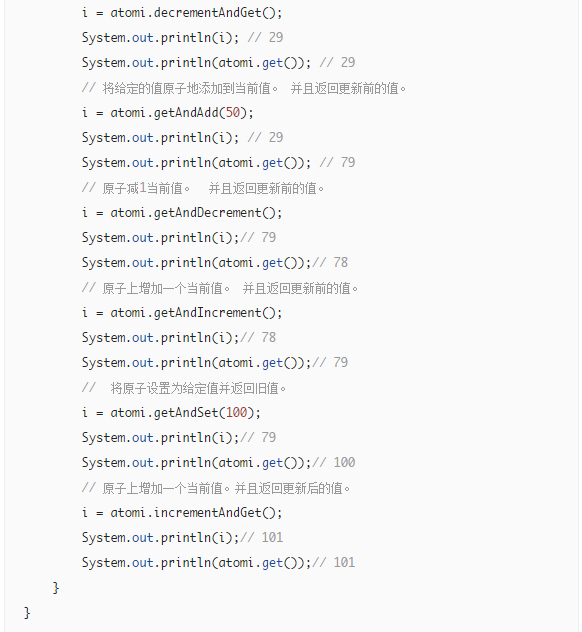 i = atomi.decrementAndGet();
System.out.println(i); // 29
System.out.println(atomi.get()); // 29
// 将给定的值原子地添加到当前值。 并且返回更新前的值。
i = atomi.getAndAdd(50);
System.out.println(i); // 29
System.out.println(atomi.get()); // 79
// 原子减1当前值。  并且返回更新前的值。
i = atomi.getAndDecrement();
System.out.println(i);// 79
System.out.println(atomi.get());// 78
// 原子上增加一个当前值。 并且返回更新前的值。
i = atomi.getAndIncrement();
System.out.println(i);// 78
System.out.println(atomi.get());// 79
//  将原子设置为给定值并返回旧值。
i = atomi.getAndSet(100);
System.out.println(i);// 79
System.out.println(atomi.get());// 100
// 原子上增加一个当前值。并且返回更新后的值。
i = atomi.incrementAndGet();
System.out.println(i);// 101
System.out.println(atomi.get());// 101
}
}